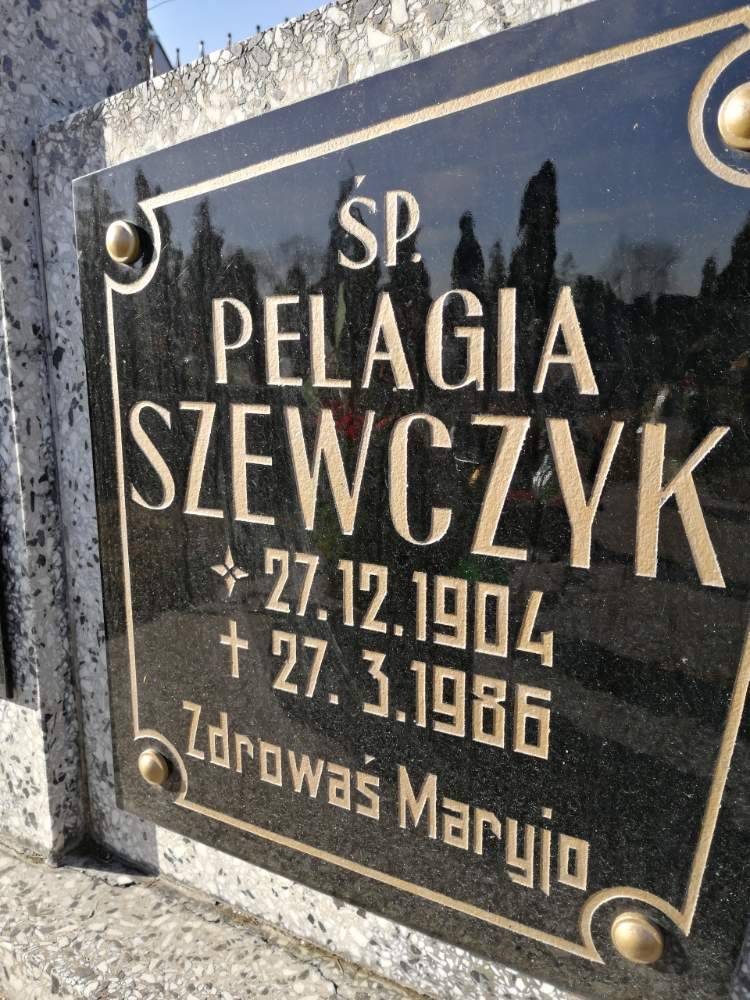 ŚP.
PELAGIA
SZEWCZYK
27.12.1904
27.3.1986
Zdrowaś Maryjo